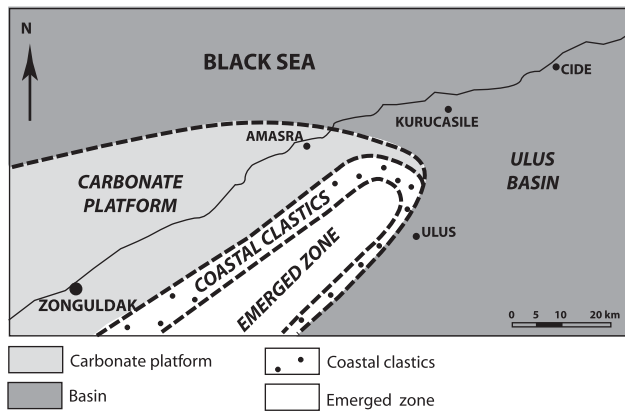 N
BLACK SEA
CIDE
KURUCASILE
AMASRA
ULUS
BASIN
CARBONATE
PLATFORM
COASTAL CLASTICS
ULUS
EMERGED ZONE
ZONGULDAK
0 5 10 20 km
Carbonate platform
Coastal clastics
Basin
Emerged zone